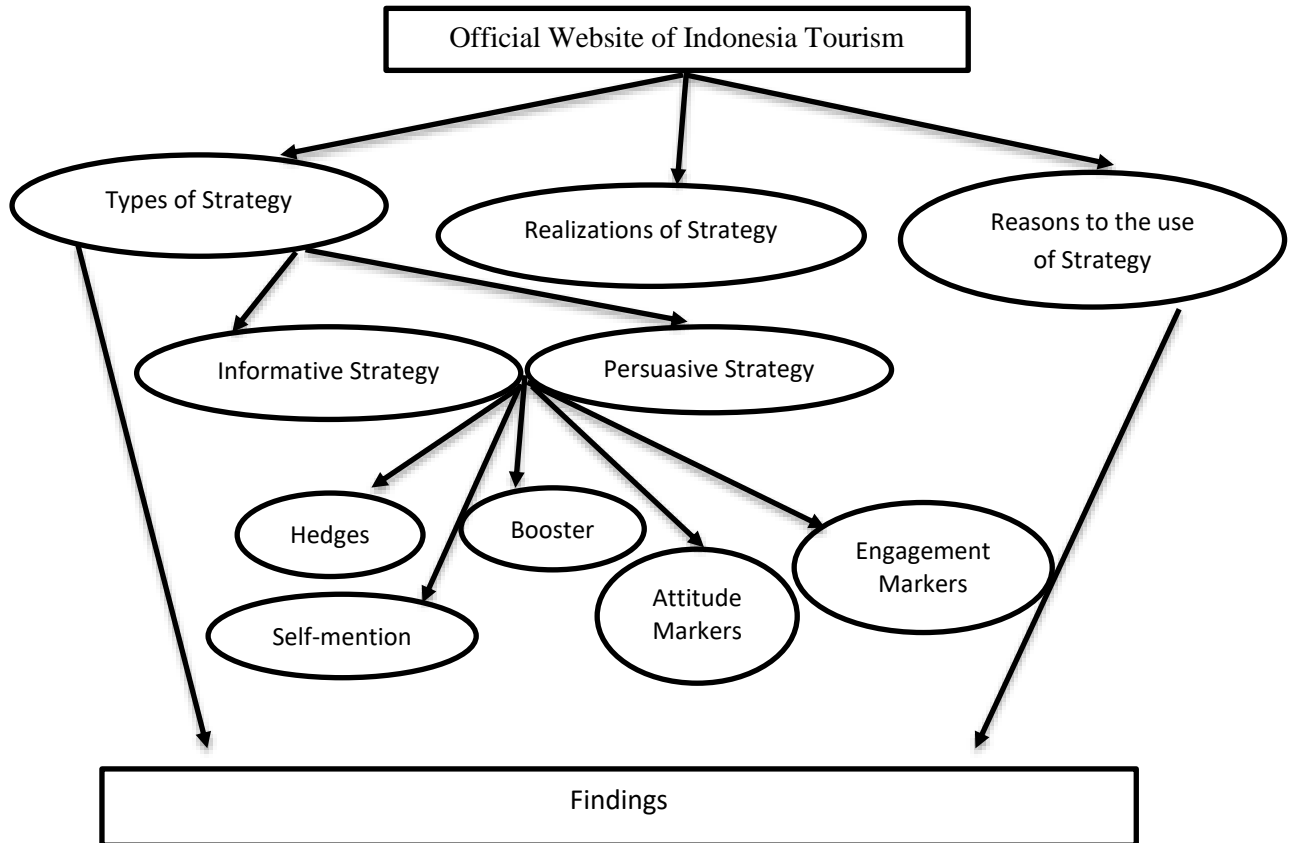 Official Website of Indonesia Tourism
Types of Strategy
Realizations of Strategy
Reasons to the use
of Strategy
Informative Strategy
Persuasive Strategy
Hedges
Booster
Engagement
Markers
Attitude
Markers
Self-mention
Findings